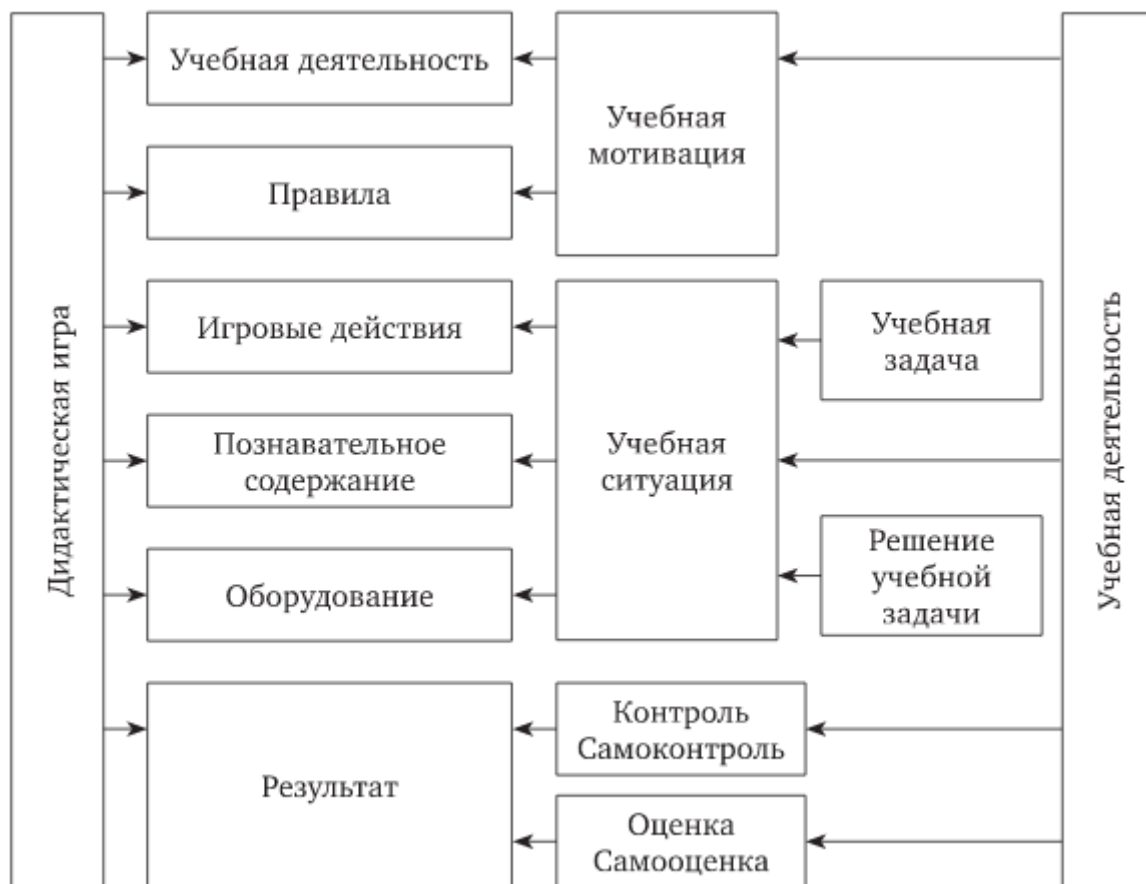 Дидактическая игра
Учебная деятельность
Правила
Игровые действия
Познавательное
содержание
Оборудование
Результат
Учебная
мотивация
Учебная
ситуация
Контроль
Самоконтроль
Оценка
Самооценка
Учебная
задача
Решение
учебной
задачи
Учебная деятельность